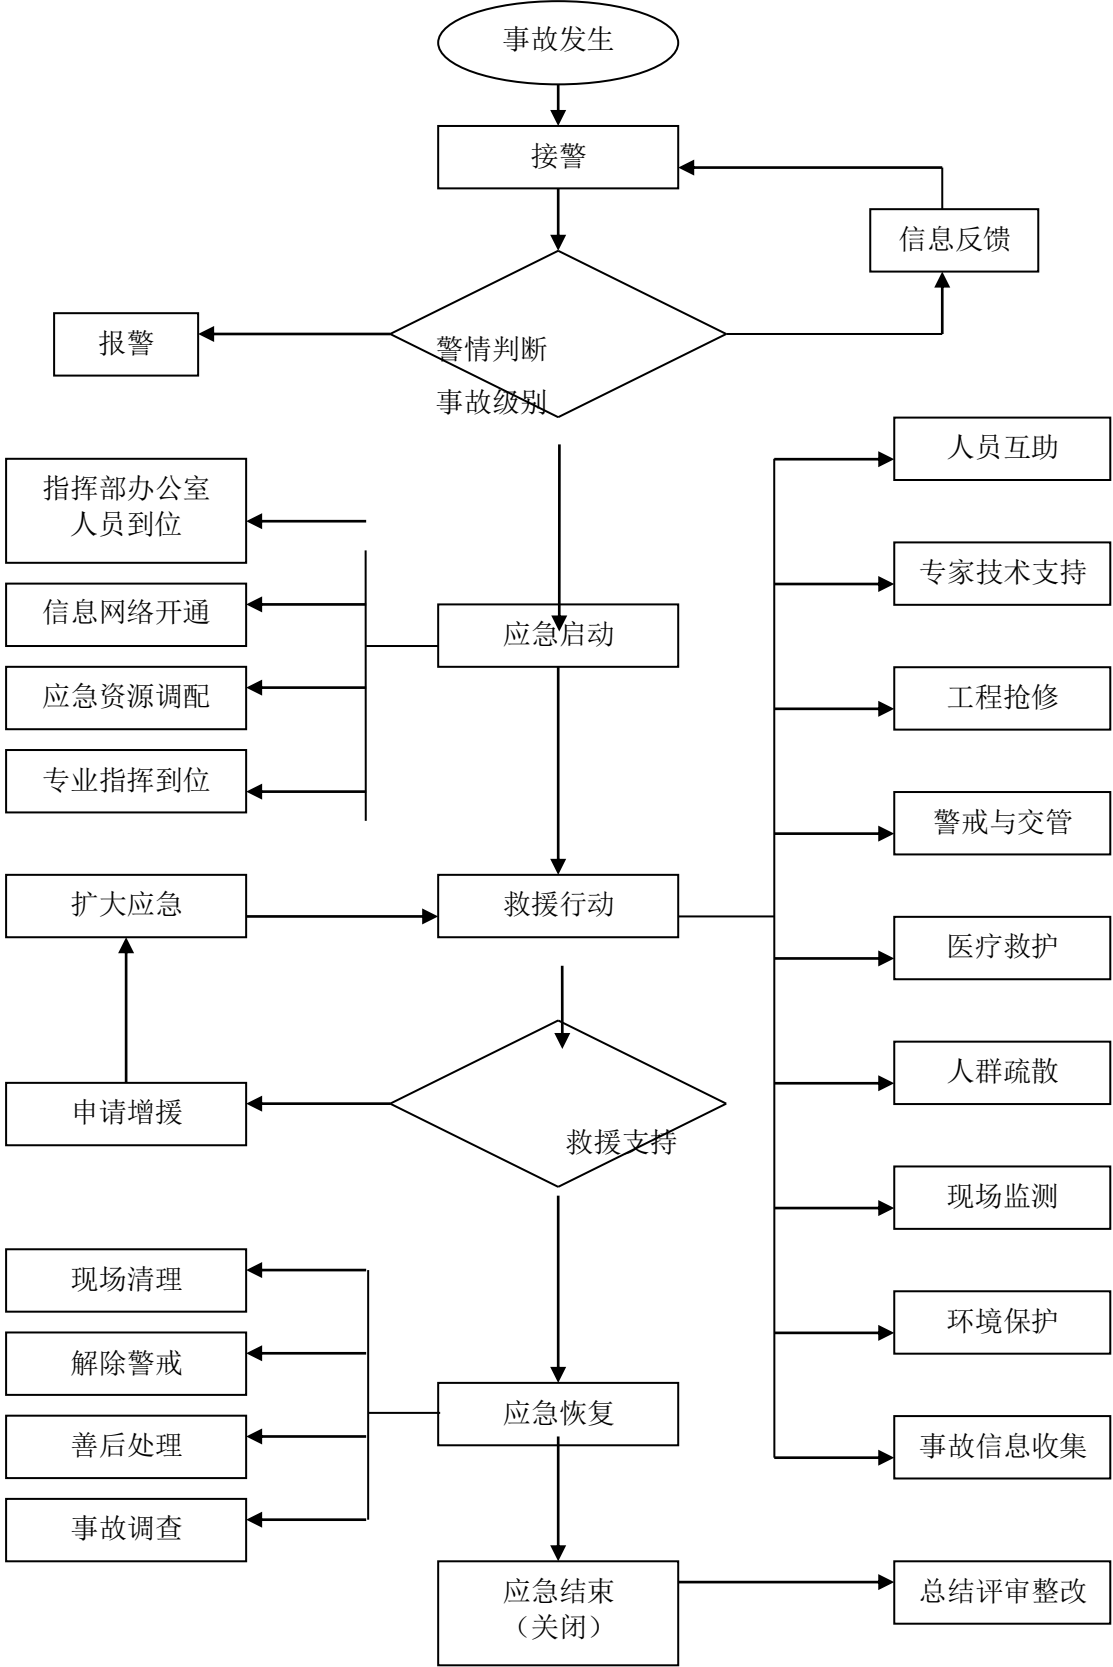 事故发生
接警
信息反馈
报警
警情判断
事故级别
人员互助
指挥部办公室
人员到位
专家技术支持
信息网络开通
应急启动
应急资源调配
工程抢修
专业指挥到位
警戒与交管
扩大应急
救援行动
医疗救护
人群疏散
申请增援
救援支持
现场监测
现场清理
环境保护
解除警戒
应急恢复
善后处理
事故信息收集
事故调查
应急结束
（关闭）
总结评审整改